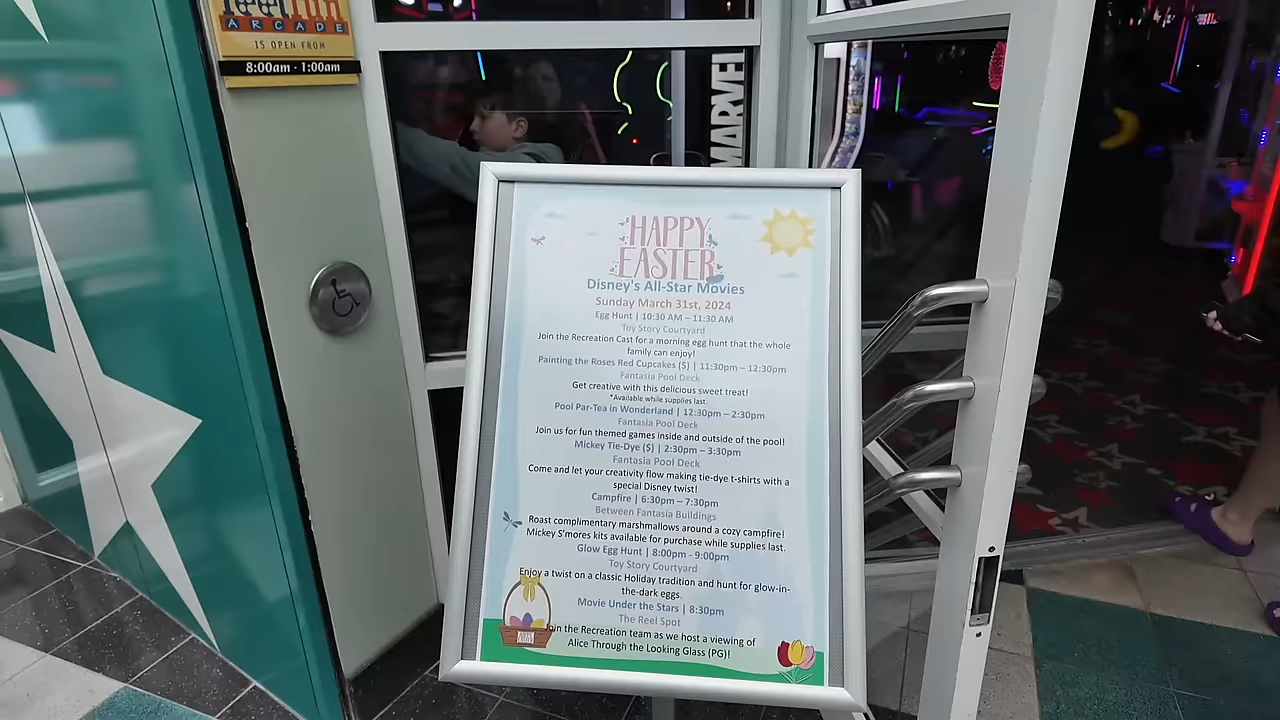 ARCADE
IS OPEN FROM
8:00am - 1:00am
MARVEL
HAPPY
EASTER
Disney's All-Star Movies
Sunday March 31st, 2024
Egg Hunt | 10:30 AM – 11:30 AM
Toy Story Courtyard
Join the Recreation Cast for a morning egg hunt that the whole
family can enjoy!
Painting the Roses Red Cupcakes ($) | 11:30pm – 12:30pm
Fantasia Pool Deck
Get creative with this delicious sweet treat!
*Available while supplies last.
Pool Par-Tea in Wonderland | 12:30pm – 2:30pm
Fantasia Pool Deck
Join us for fun themed games inside and outside of the pool!
Mickey Tie-Dye ($) | 2:30pm – 3:30pm
Fantasia Pool Deck
Come and let your creativity flow making tie-dye t-shirts with a
special Disney twist!
Campfire | 6:30pm – 7:30pm
Between Fantasia Buildings
Roast complimentary marshmallows around a cozy campfire!
Mickey S'mores kits available for purchase while supplies last.
Glow Egg Hunt | 8:00pm - 9:00pm
Toy Story Courtyard
Enjoy a twist on a classic Holiday tradition and hunt for glow-in-
the-dark eggs.
Movie Under the Stars | 8:30pm
The Reel Spot
the Recreation team as we host a viewing of
Alice Through the Looking Glass (PG)!